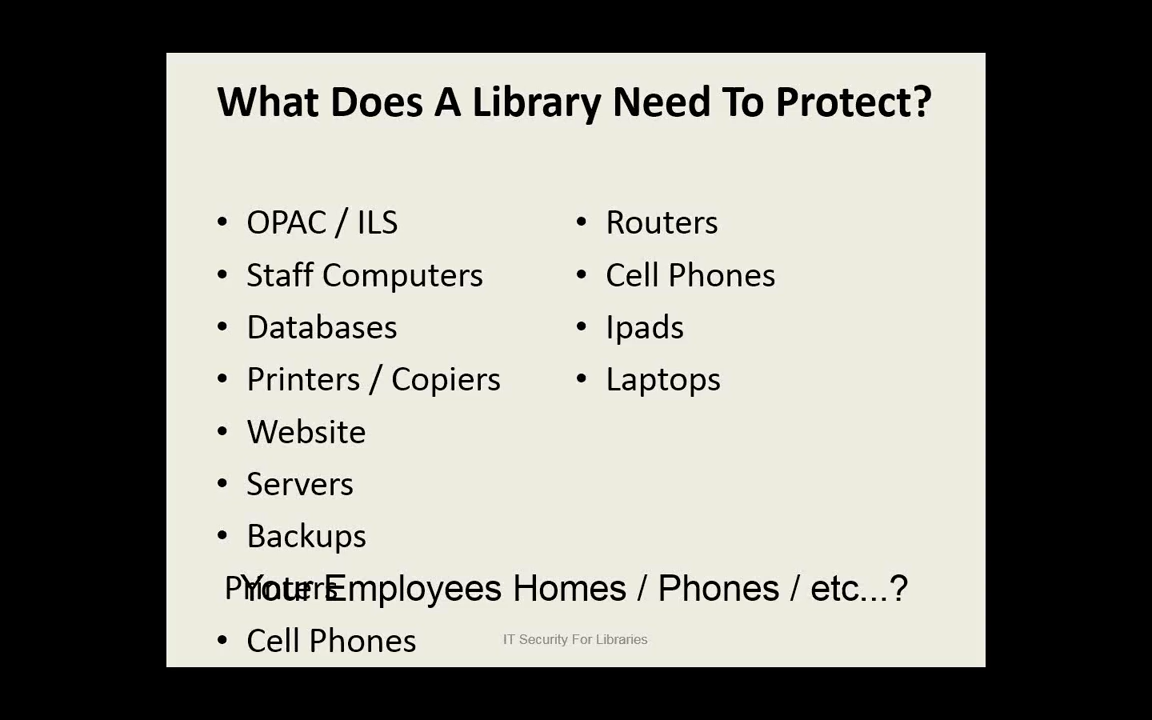 What Does A Library Need To Protect?
• OPAC / ILS
• Staff Computers
• Databases
• Printers / Copiers
• Website
• Servers
• Backups
Printers
• Cell Phones
• Routers
• Cell Phones
• Ipads
• Laptops
Your Employees Homes / Phones / etc...?
IT Security For Libraries